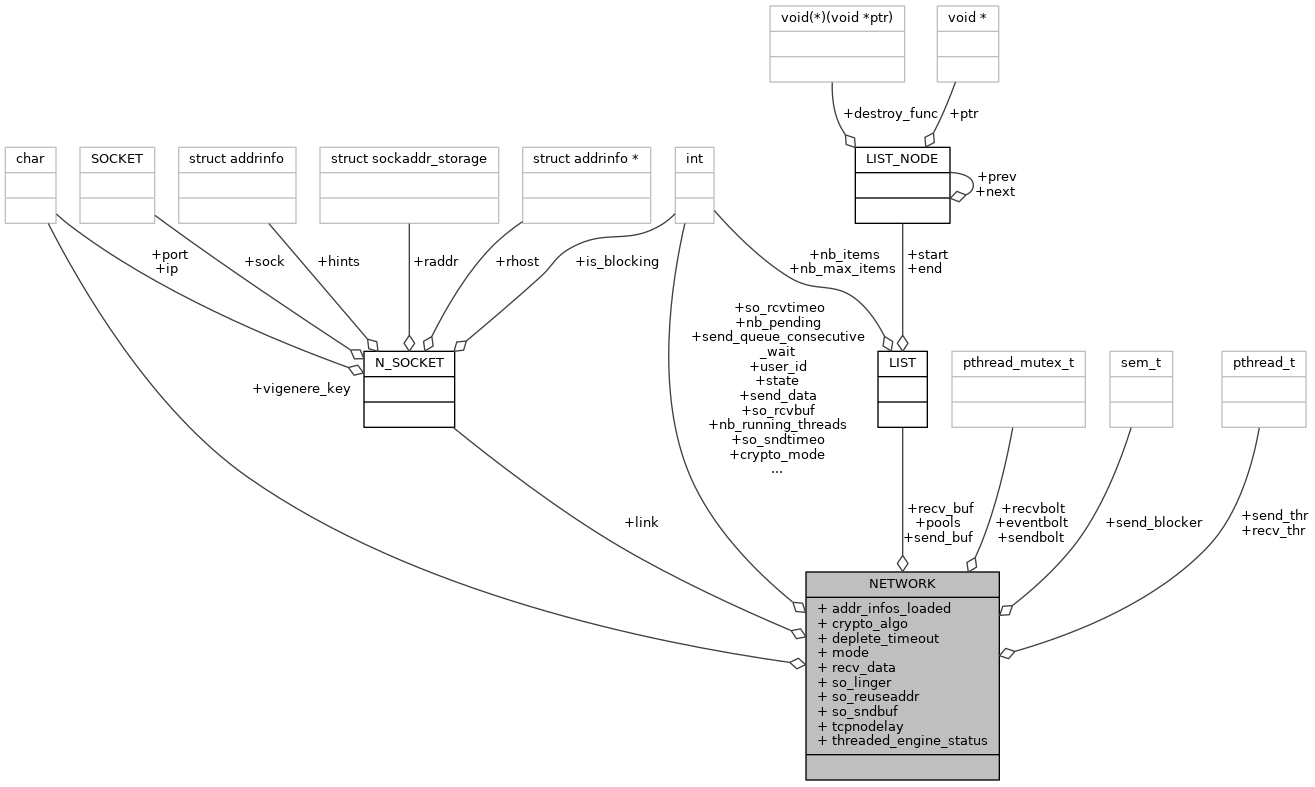 void(*)(void *ptr)
void *
+destroy_func
+ptr
char
SOCKET
struct addrinfo
struct sockaddr_storage
struct addrinfo *
int
LIST_NODE
+prev
+next
+port
+ip
+sock
+hints
+raddr
+rhost
+is_blocking
+nb_items
+nb_max_items
+start
+end
+so_rcvtimeo
+nb_pending
+send_queue_consecutive
_wait
+user_id
+state
+send_data
+so_rcvbuf
+nb_running_threads
+so_sndtimeo
+crypto_mode
...
N_SOCKET
LIST
pthread_mutex_t
sem_t
pthread_t
+vigenere_key
+link
+recv_buf
+pools
+send_buf
+recvbolt
+eventbolt
+sendbolt
+send_blocker
+send_thr
+recv_thr
NETWORK
+ addr_infos_loaded
+ crypto_algo
+ deplete_timeout
+ mode
+ recv_data
+ so_linger
+ so_reuseaddr
+ so_sndbuf
+ tcpnodelay
+ threaded_engine_status